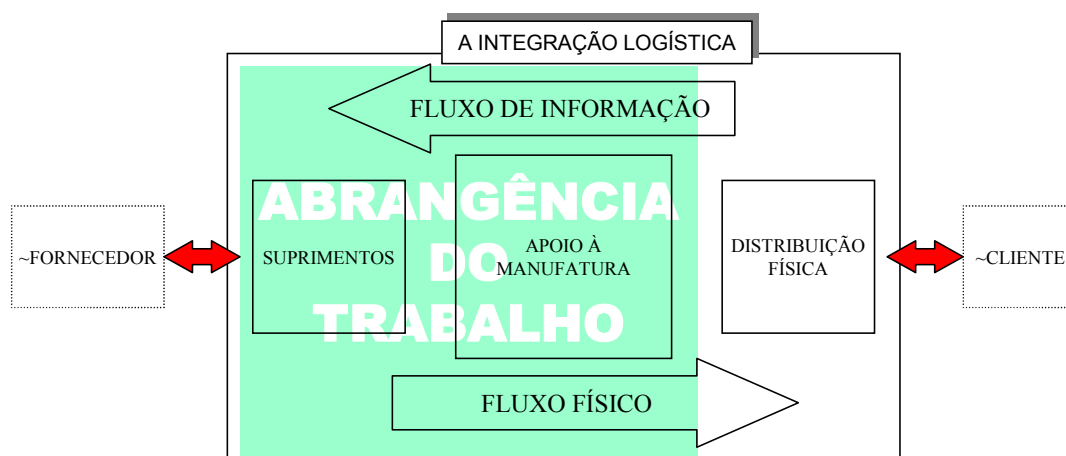 A INTEGRAÇÃO LOGÍSTICA
FLUXO DE INFORMAÇÃO
ABRANGÊNCIA
DO
TRABALHO
~FORNECEDOR
SUPRIMENTOS
APOIO À
MANUFATURA
DISTRIBUIÇÃO
FÍSICA
~CLIENTE
FLUXO FÍSICO